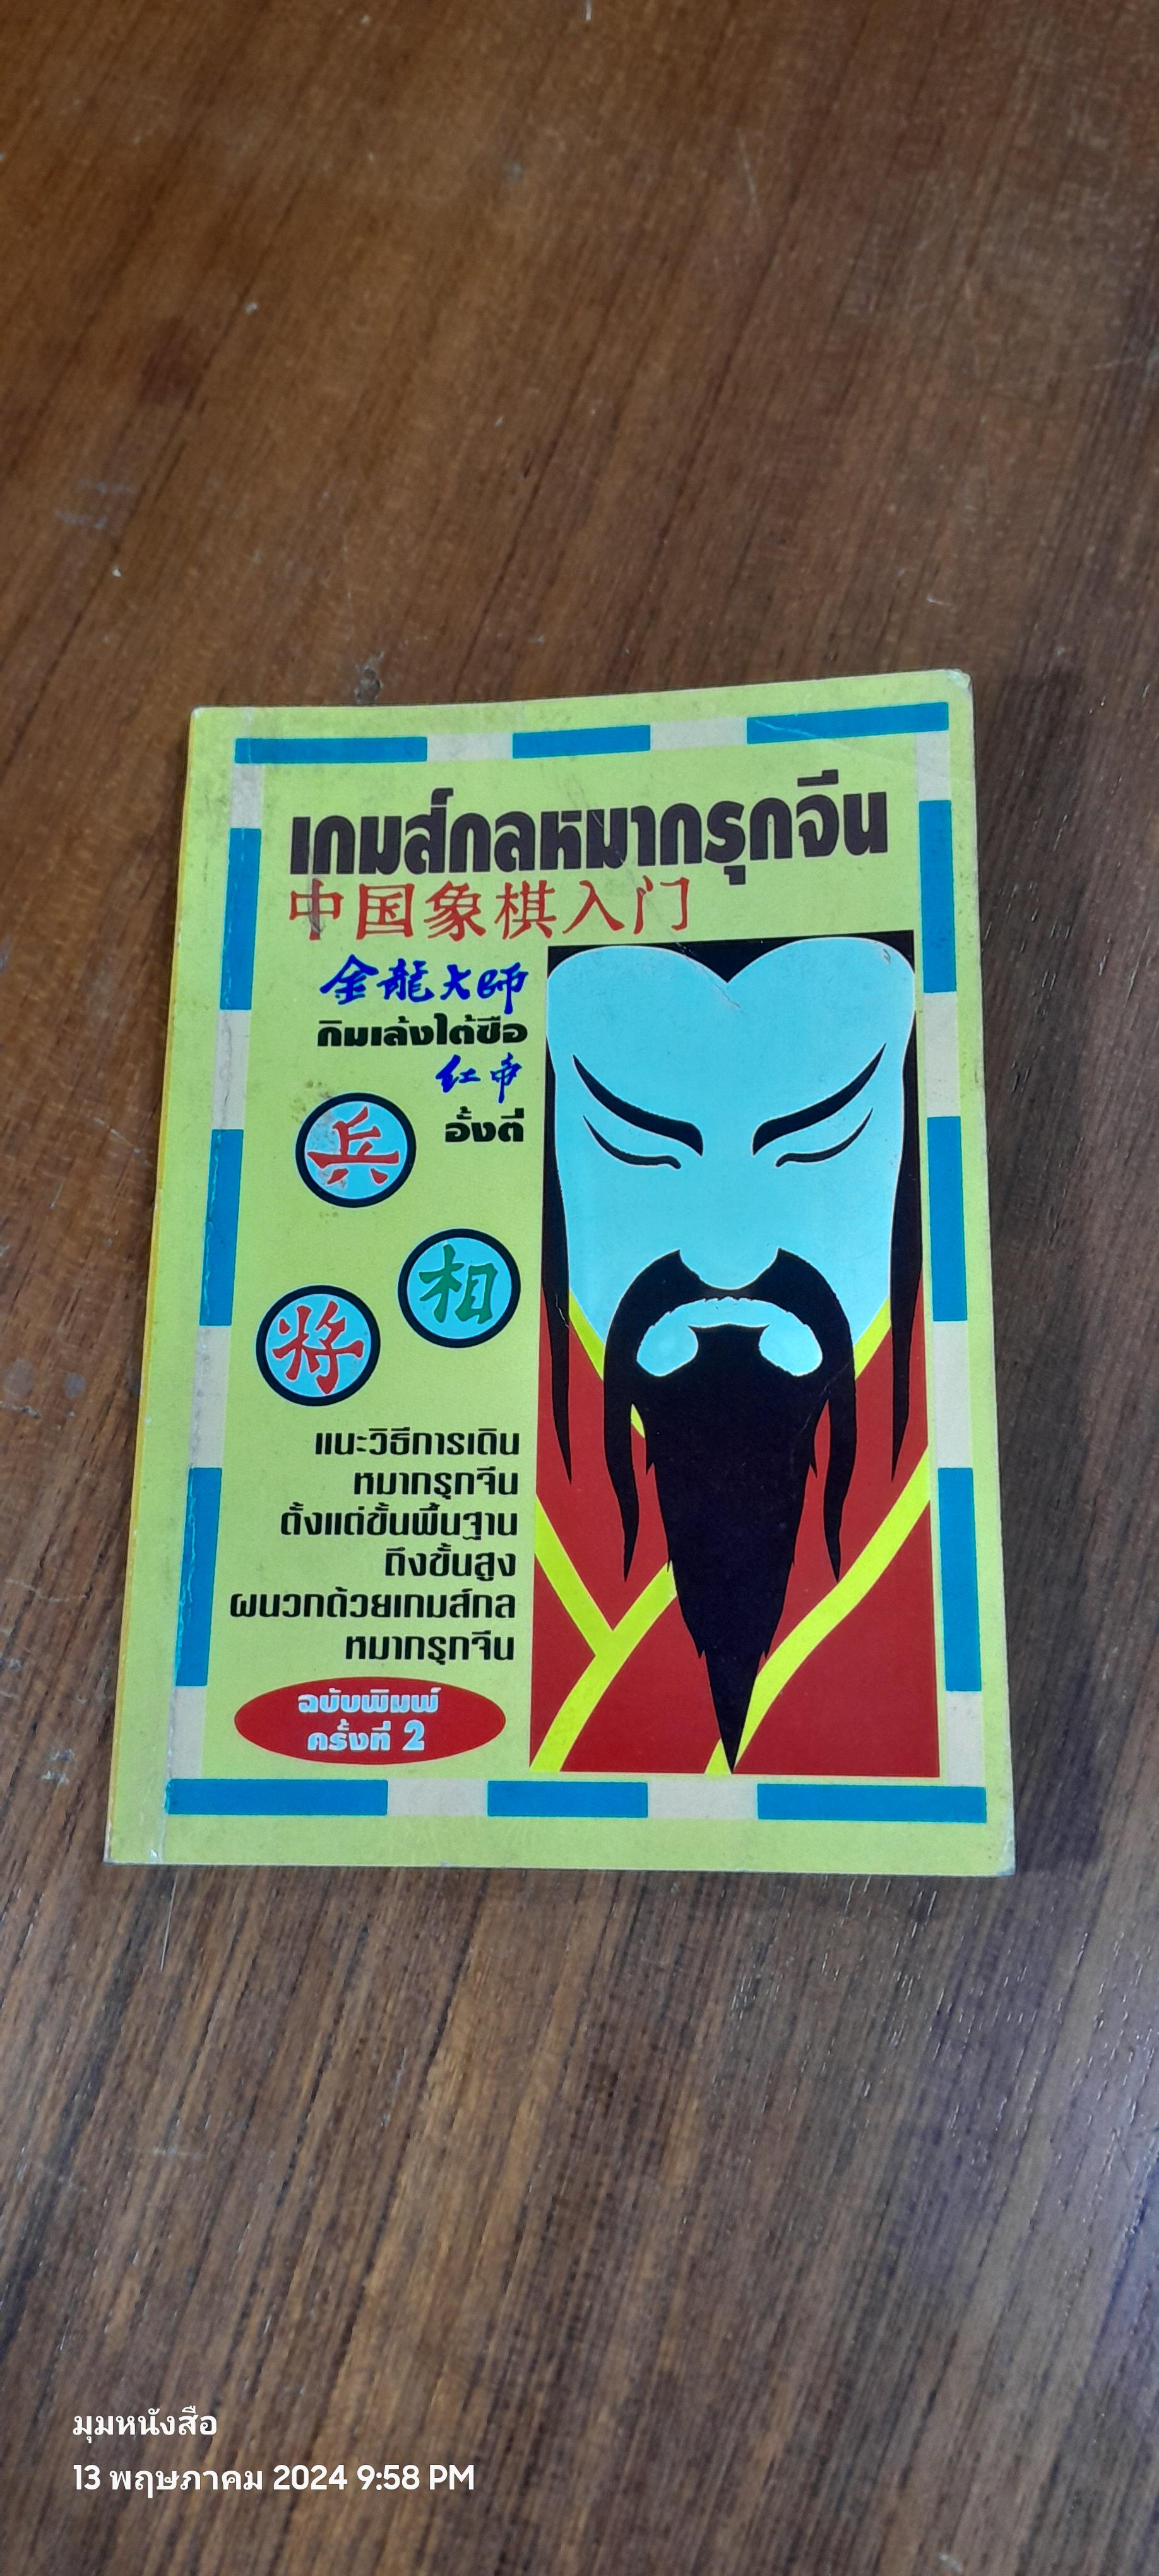 เกมส์กลหมากรุกจีน
中国象棋入门
金龍大師
กิมเล้งไต้ซือ
红帝
อั้งตี่
兵
相
将
แนะวิธีการเดิน
หมากรุกจีน
ตั้งแต่ขั้นพื้นฐาน
ถึงขั้นสูง
ผนวกด้วยเกมส์กล
หมากรุกจีน
ฉบับพิมพ์
ครั้งที่ 2
มุมหนังสือ
13 พฤษภาคม 2024 9:58 PM